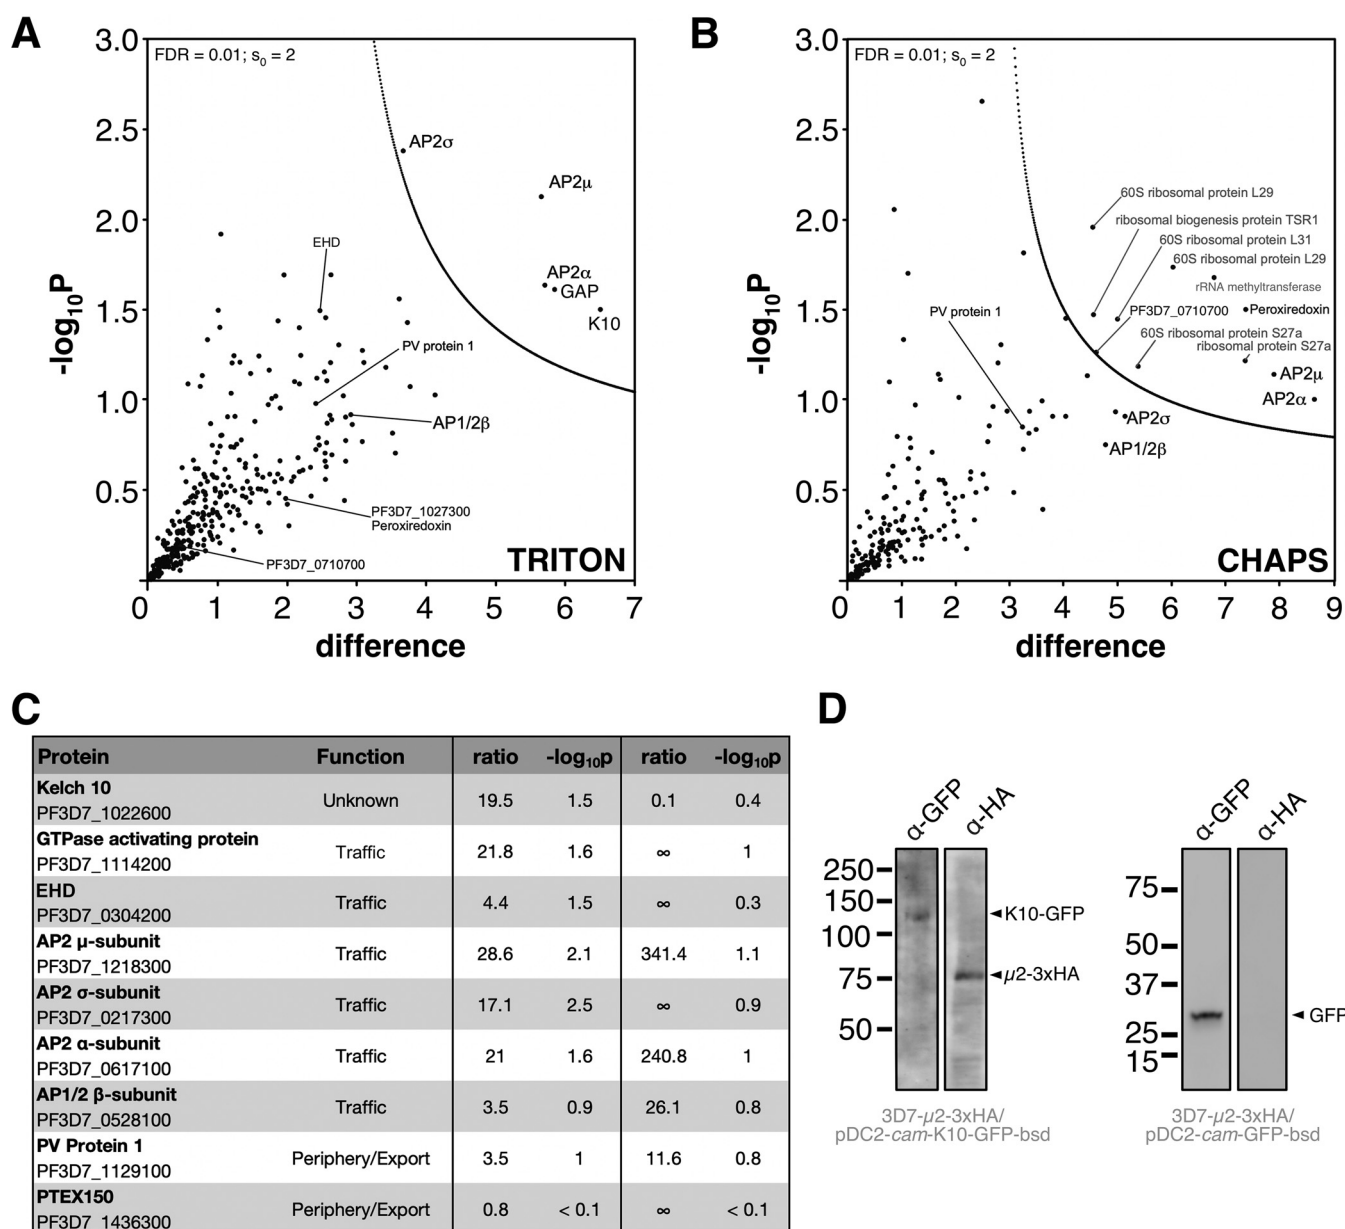 A
FDR = 0.01; s0 = 2
3.0
2.5
2.0
1.5
1.0
0.5
-log10P
AP2σ
AP2μ
EHD
AP2α
GAP
K10
PV protein 1
AP1/2β
PF3D7_1027300
Peroxiredoxin
PF3D7_0710700
TRITON
0 1 2 3 4 5 6 7
difference
B
FDR = 0.01; s0 = 2
3.0
2.5
2.0
1.5
1.0
0.5
-log10P
60S ribosomal protein L29
ribosomal biogenesis protein TSR1
60S ribosomal protein L31
60S ribosomal protein L29
rRNA methyltransferase
PV protein 1
PF3D7_0710700
Peroxiredoxin
60S ribosomal protein S27a
ribosomal protein S27a
AP2μ
AP2α
AP2σ
AP1/2β
CHAPS
0 1 2 3 4 5 6 7 8 9
difference
C
Protein Function ratio -log10p ratio -log10p
Kelch 10
PF3D7_1022600 Unknown 19.5 1.5 0.1 0.4
GTPase activating protein
PF3D7_1114200 Traffic 21.8 1.6 ∞ 1
EHD
PF3D7_0304200 Traffic 4.4 1.5 ∞ 0.3
AP2 μ-subunit
PF3D7_1218300 Traffic 28.6 2.1 341.4 1.1
AP2 σ-subunit
PF3D7_0217300 Traffic 17.1 2.5 ∞ 0.9
AP2 α-subunit
PF3D7_0617100 Traffic 21 1.6 240.8 1
AP1/2 β-subunit
PF3D7_0528100 Traffic 3.5 0.9 26.1 0.8
PV Protein 1
PF3D7_1129100 Periphery/Export 3.5 1 11.6 0.8
PTEX150
PF3D7_1436300 Periphery/Export 0.8 < 0.1 ∞ < 0.1
D
α-GFP α-HA
250
150
100
75
50
K10-GFP
μ2-3xHA
3D7-μ2-3xHA/
pDC2-cam-K10-GFP-bsd
α-GFP α-HA
75
50
37
25
15
GFP
3D7-μ2-3xHA/
pDC2-cam-GFP-bsd